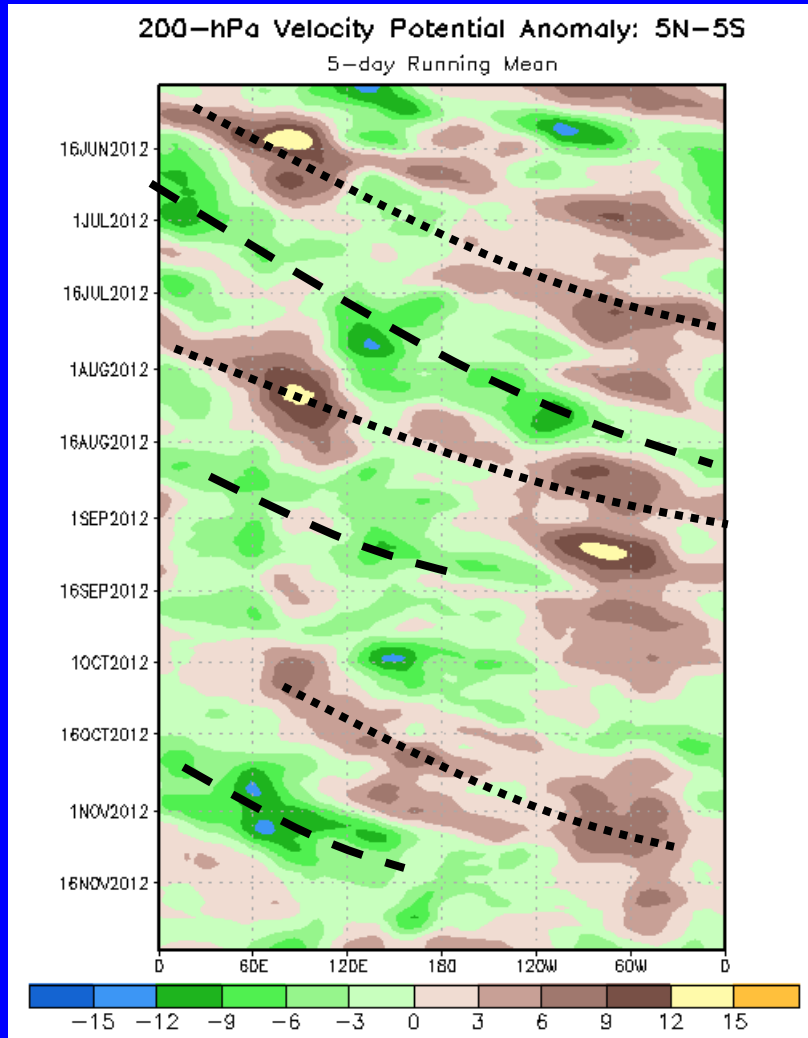 200-hPa Velocity Potential Anomaly: 5N-5S
5-day Running Mean
16JUN2012
1JUL2012
16JUL2012
1AUG2012
16AUG2012
1SEP2012
16SEP2012
1OCT2012
16OCT2012
1NOV2012
16NOV2012
0 60E 120E 180 120W 60W 0
-15 -12 -9 -6 -3 0 3 6 9 12 15